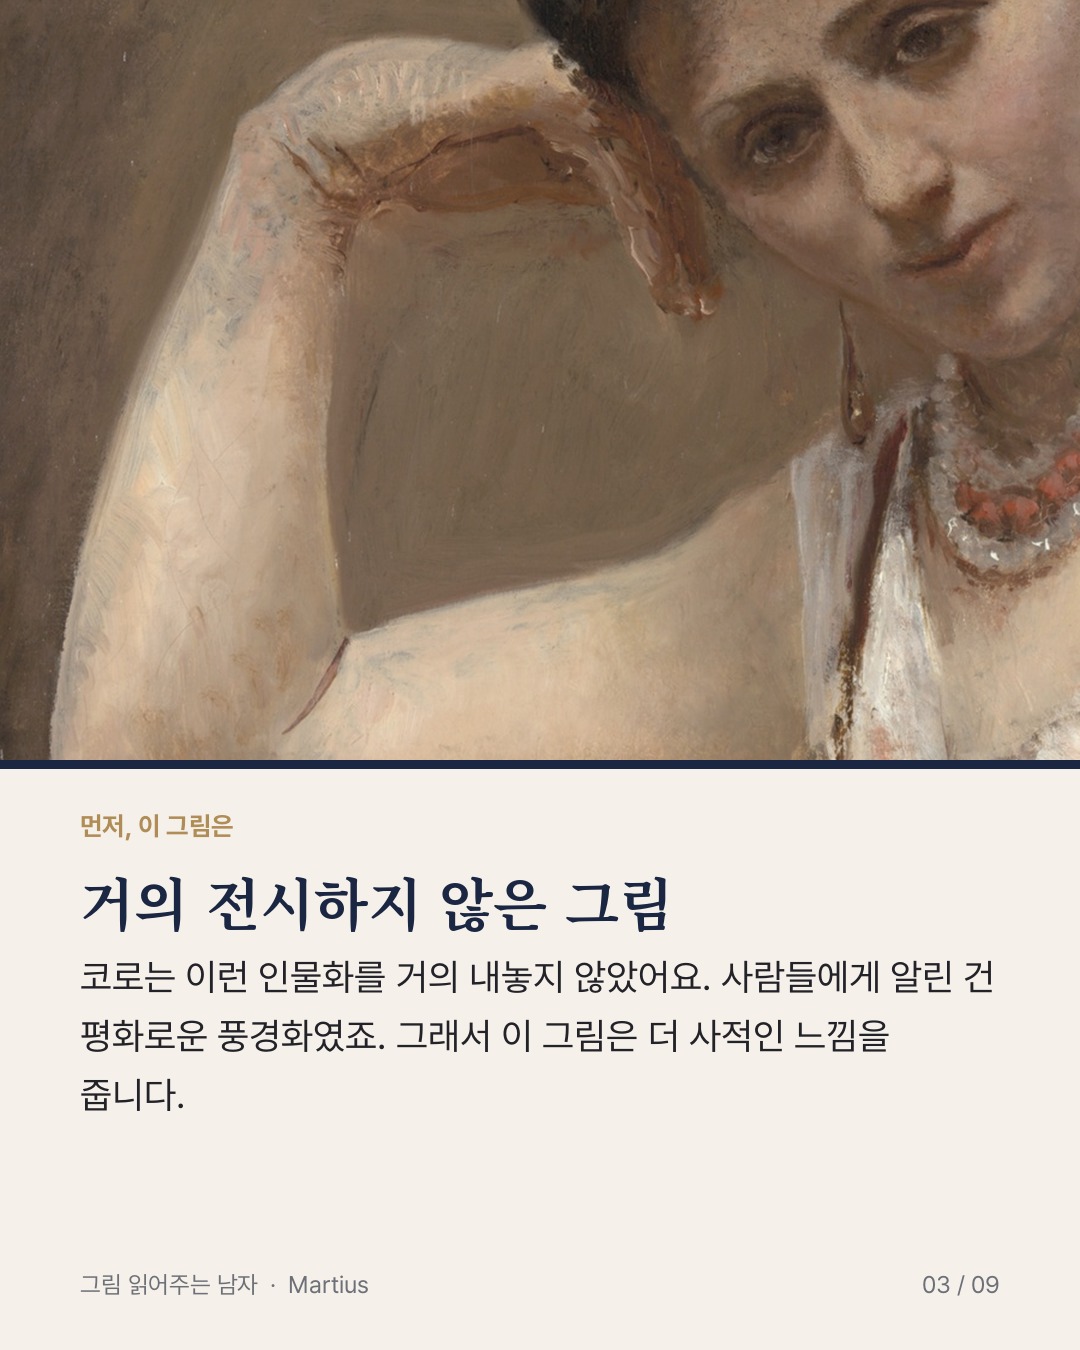 먼저, 이 그림은
거의 전시하지 않은 그림
코로는 이런 인물화를 거의 내놓지 않았어요. 사람들에게 알린 건
평화로운 풍경화였죠. 그래서 이 그림은 더 사적인 느낌을
줍니다.
그림 읽어주는 남자 · Martius
03 / 09